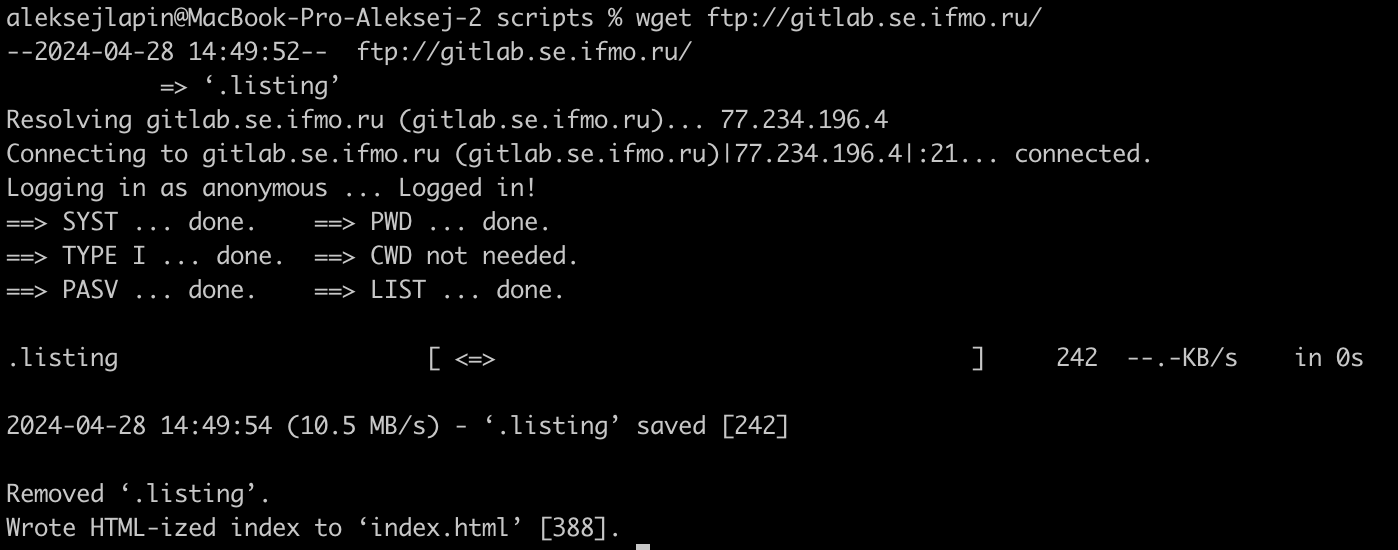 aleksejlapin@MacBook-Pro-Aleksej-2 scripts % wget ftp://gitlab.se.ifmo.ru/
--2024-04-28 14:49:52--  ftp://gitlab.se.ifmo.ru/
           => ‘.listing’
Resolving gitlab.se.ifmo.ru (gitlab.se.ifmo.ru)... 77.234.196.4
Connecting to gitlab.se.ifmo.ru (gitlab.se.ifmo.ru)|77.234.196.4|:21... connected.
Logging in as anonymous ... Logged in!
==> SYST ... done.    ==> PWD ... done.
==> TYPE I ... done.  ==> CWD not needed.
==> PASV ... done.    ==> LIST ... done.
.listing                      [ <=>                                  ]     242  --.-KB/s    in 0s
2024-04-28 14:49:54 (10.5 MB/s) - ‘.listing’ saved [242]
Removed ‘.listing’.
Wrote HTML-ized index to ‘index.html’ [388].